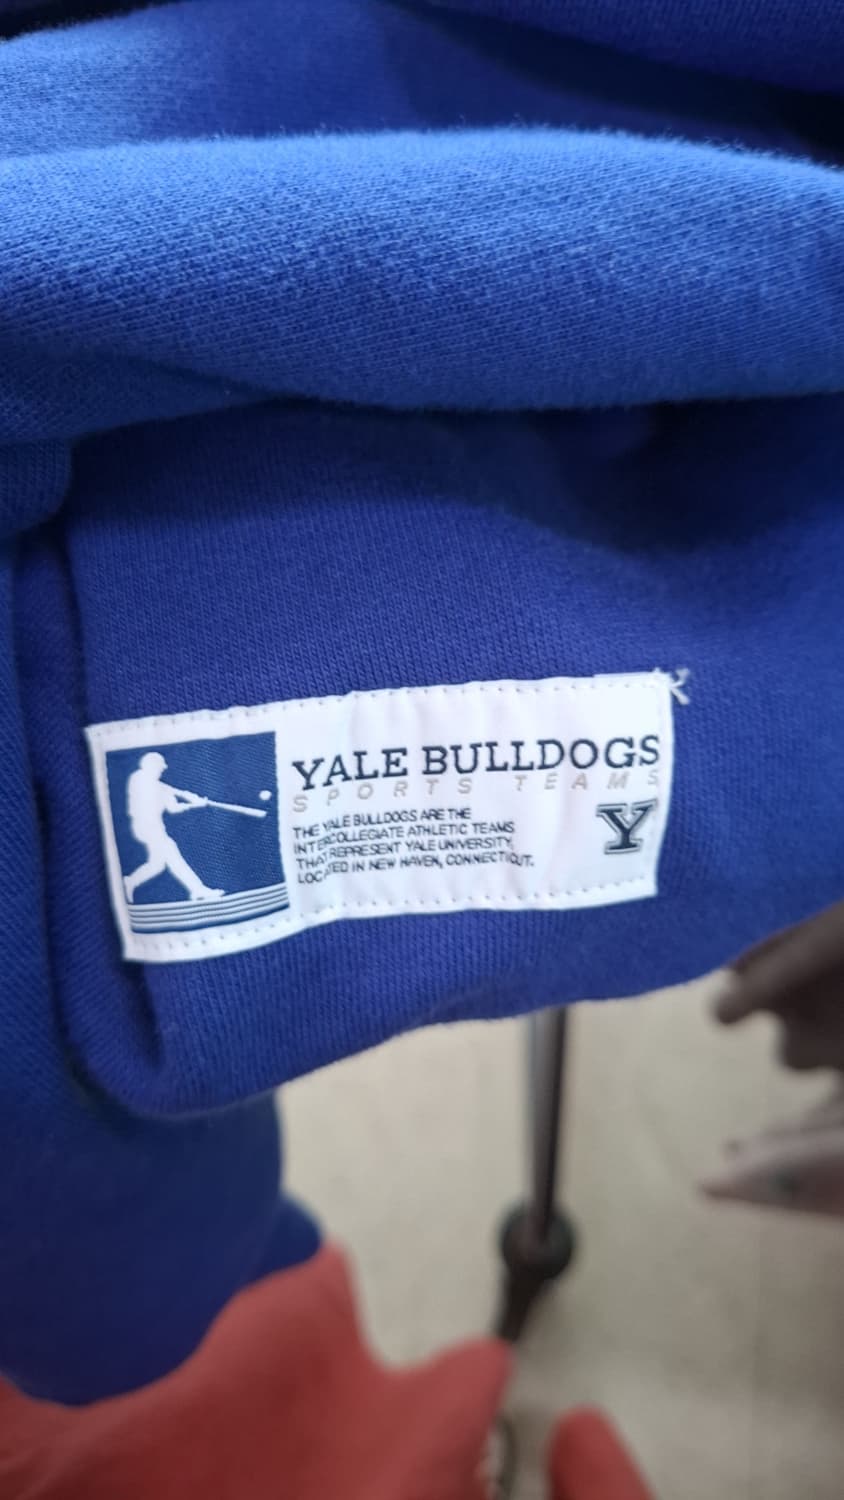 YALE BULLDOGS
SPORTS TEAMS
THE YALE BULLDOGS ARE THE
INTERCOLLEGIATE ATHLETIC TEAMS
THAT REPRESENT YALE UNIVERSITY,
LOCATED IN NEW HAVEN, CONNECTICUT.
Y